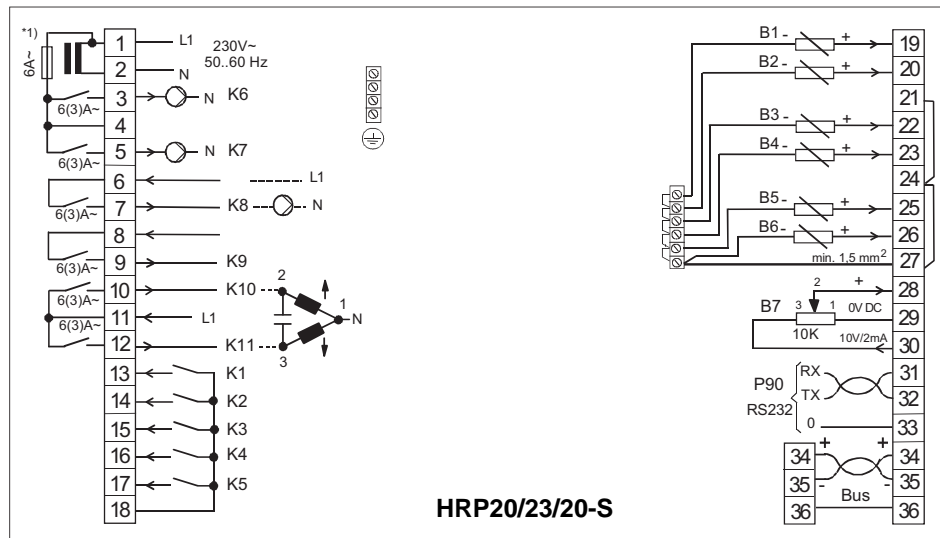 *1)
6A~
1 L1 230V~
50..60 Hz
2 N
3 6(3)A~ N K6
4
5 6(3)A~ N K7
6 L1
7 6(3)A~ K8 N
8
9 6(3)A~ K9
10 6(3)A~ K10 2
11 L1 1 N
12 6(3)A~ K11 3
13 K1
14 K2
15 K3
16 K4
17 K5
18
B1 - + 19
B2 - + 20
21
B3 - + 22
B4 - + 23
24
B5 - + 25
B6 - + 26
min. 1,5 mm² 27
2 + 28
B7 3 1 0V DC 29
10K 10V/2mA 30
P90 RX 31
RS232 TX 32
0 33
34 + + 34
35 - - 35
36 Bus 36
HRP20/23/20-S